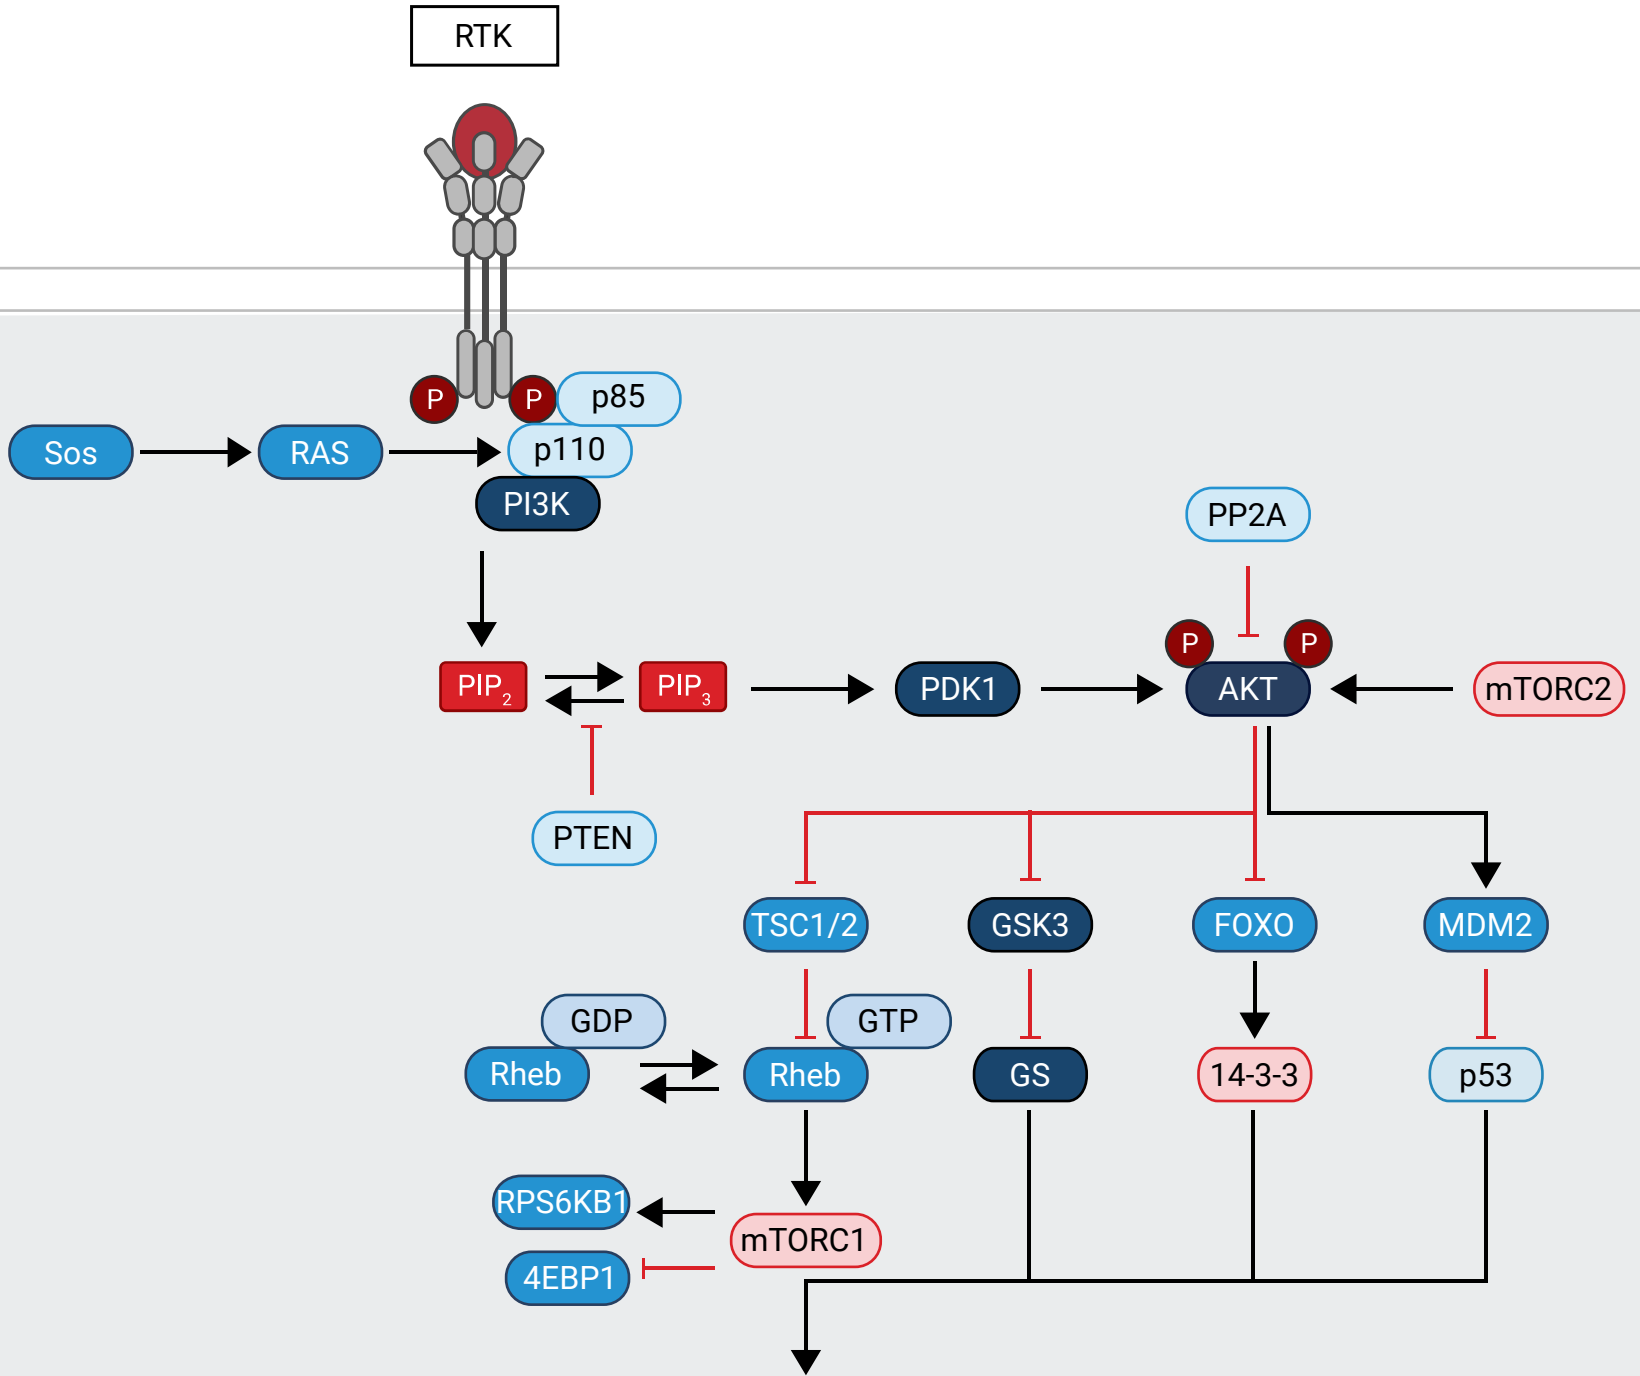 RTK
P
P
p85
Sos
RAS
p110
PI3K
PP2A
P
P
PIP2
PIP3
PDK1
AKT
mTORC2
PTEN
TSC1/2
GSK3
FOXO
MDM2
GDP
GTP
Rheb
Rheb
GS
14-3-3
p53
RPS6KB1
mTORC1
4EBP1